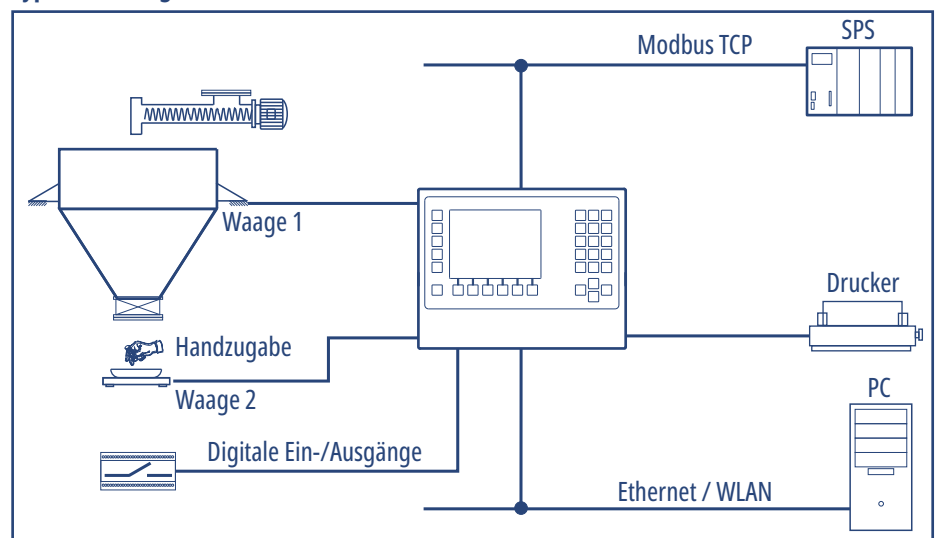 SPS
Modbus TCP
Waage 1
Drucker
Handzugabe
Waage 2
PC
Digitale Ein-/Ausgänge
Ethernet / WLAN